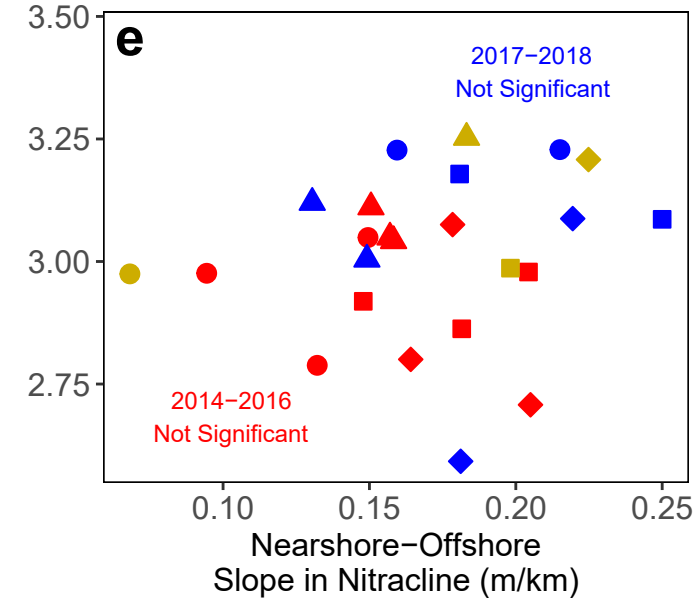 e
3.50
3.25
3.00
2.75
2017−2018
Not Significant
2014−2016
Not Significant
0.10 0.15 0.20 0.25
Nearshore−Offshore
Slope in Nitracline (m/km)